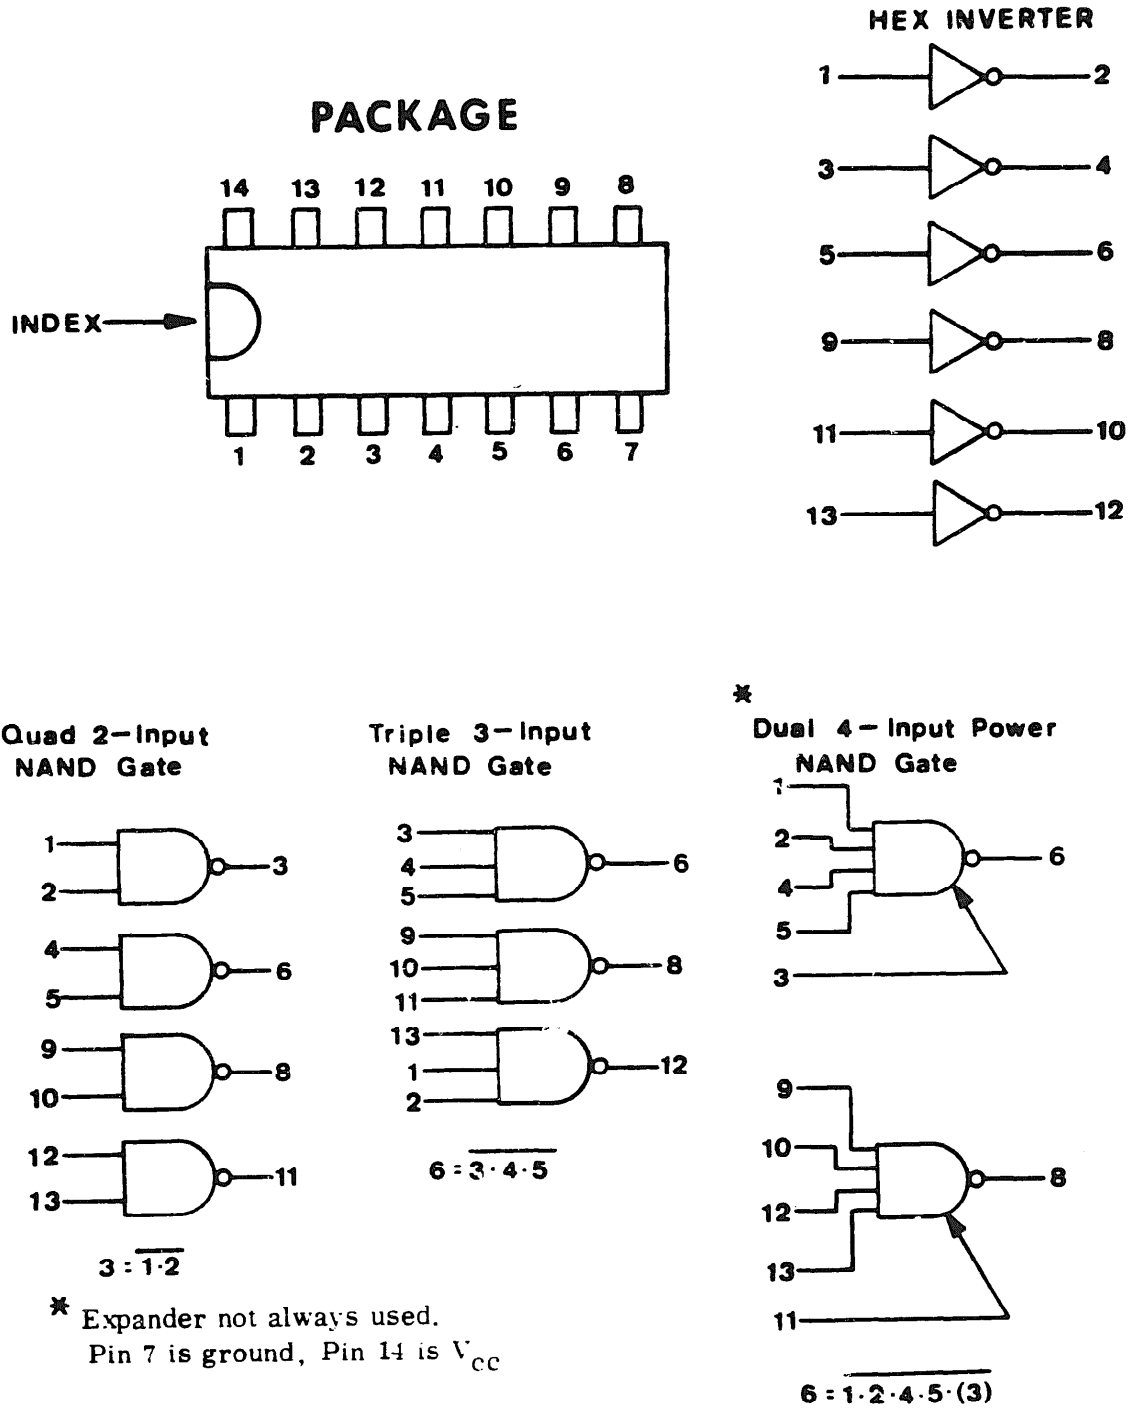 HEX INVERTER
1 2
3 4
5 6
9 8
11 10
13 12
PACKAGE
14 13 12 11 10 9 8
INDEX
1 2 3 4 5 6 7
Quad 2-Input
NAND Gate
1
2
3
4
5
6
9
10
8
12
13
11
3 = 1·2
Triple 3-Input
NAND Gate
3
4
5
6
9
10
11
8
13
1
2
12
6 = 3·4·5
*
Dual 4-Input Power
NAND Gate
1
2
4
5
3
6
9
10
12
13
11
8
6 = 1·2·4·5·(3)
* Expander not always used.
Pin 7 is ground, Pin 14 is Vcc